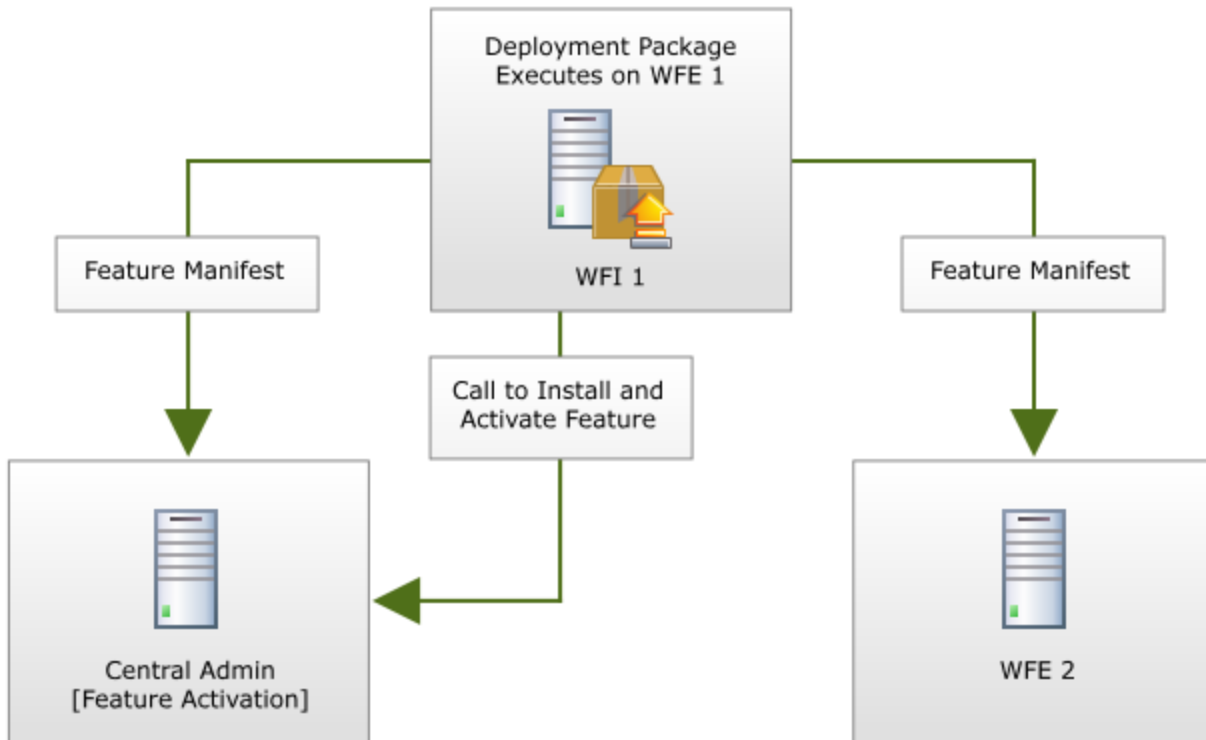 Deployment Package
Executes on WFE 1
WFI 1
Feature Manifest
Feature Manifest
Call to Install and
Activate Feature
Central Admin
[Feature Activation]
WFE 2